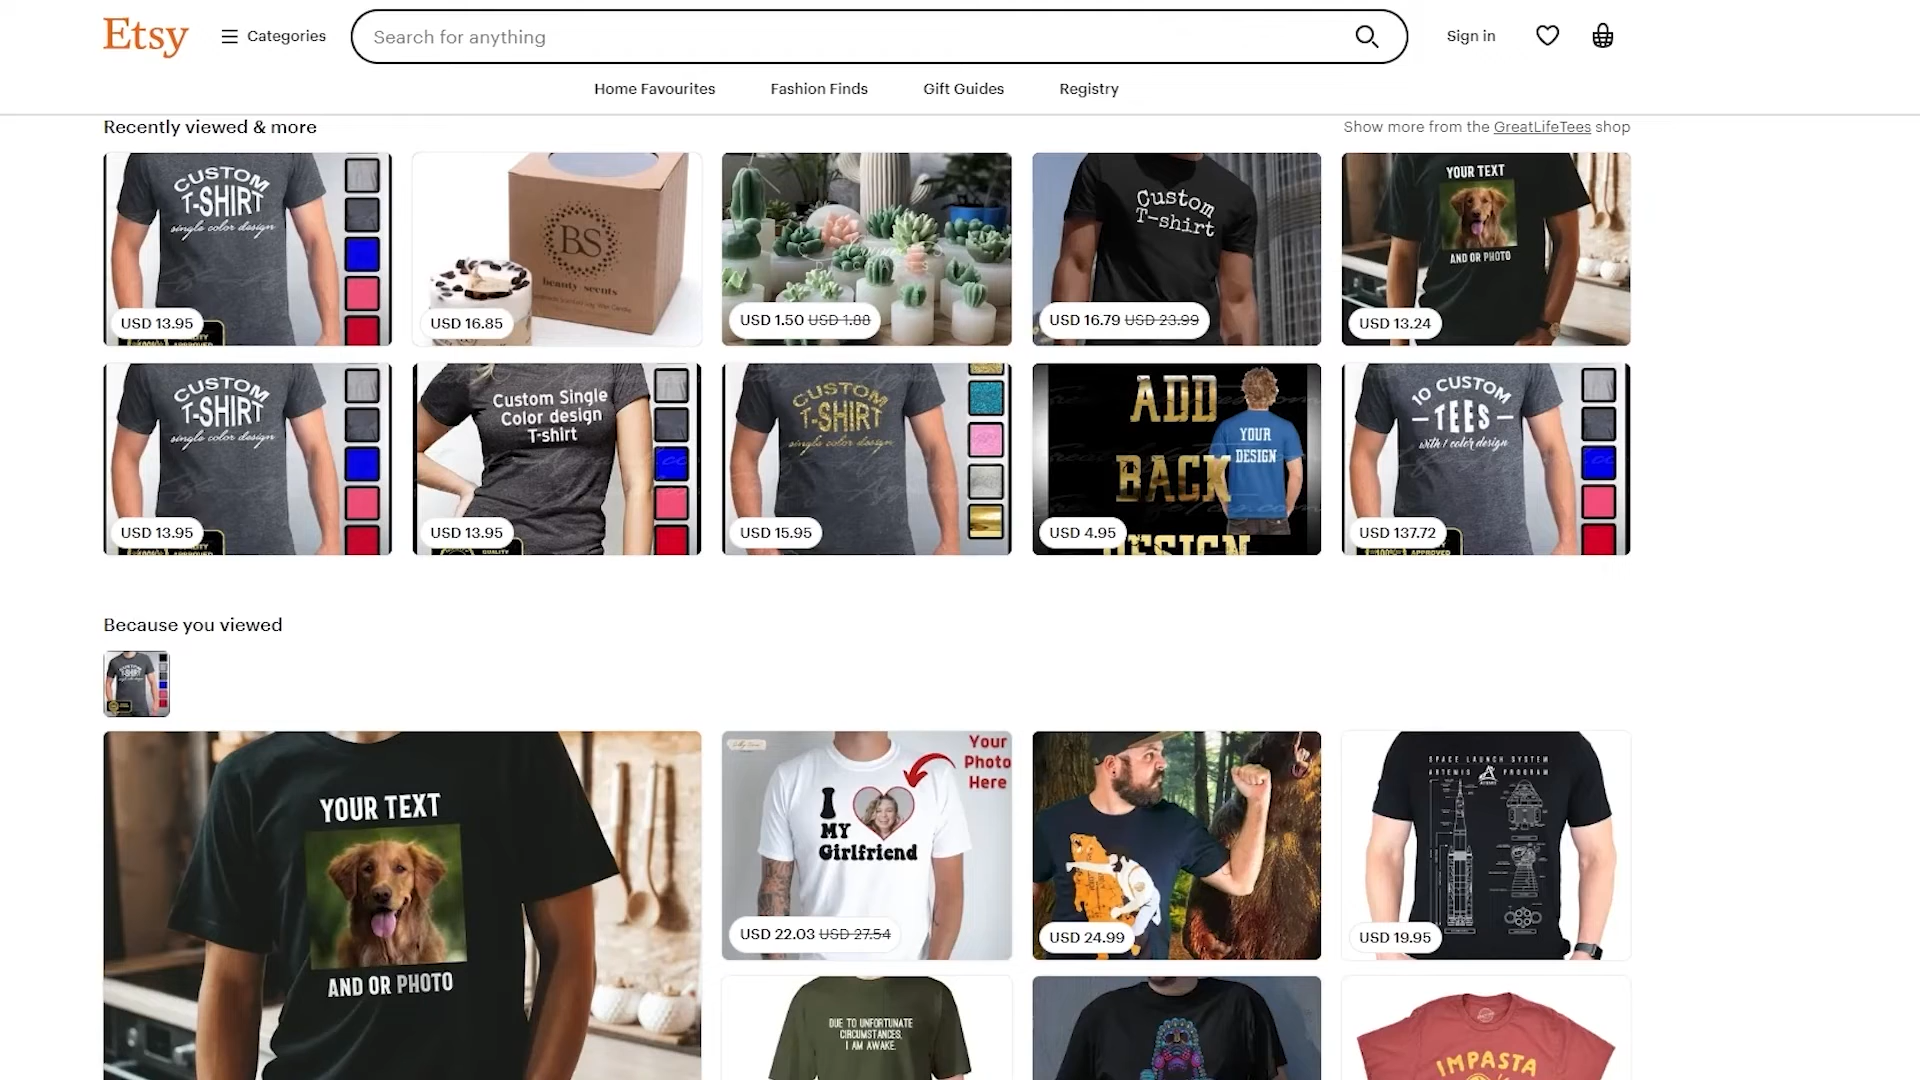 Etsy
Categories
Search for anything
Sign in
Home Favourites
Fashion Finds
Gift Guides
Registry
Recently viewed & more
Show more from the GreatLifeTees shop
CUSTOM
T-SHIRT
single color design
USD 13.95
BS
beauty scents
USD 16.85
USD 1.50 USD 1.88
Custom
T-shirt
USD 16.79 USD 23.99
YOUR TEXT
AND OR PHOTO
USD 13.24
CUSTOM
T-SHIRT
single color design
USD 13.95
Custom Single
Color design
T-shirt
USD 13.95
CUSTOM
T-SHIRT
single color design
USD 15.95
ADD
BACK
DESIGN
YOUR
DESIGN
USD 4.95
10 CUSTOM
TEES
with 1 color design
USD 137.72
Because you viewed
CUSTOM
T-SHIRT
YOUR TEXT
AND OR PHOTO
Your
Photo
Here
I
MY
Girlfriend
USD 22.03 USD 27.54
USD 24.99
SPACE LAUNCH SYSTEM
ARTEMIS PROGRAM
USD 19.95
DUE TO UNFORTUNATE
CIRCUMSTANCES,
I AM AWAKE.
IMPASTA